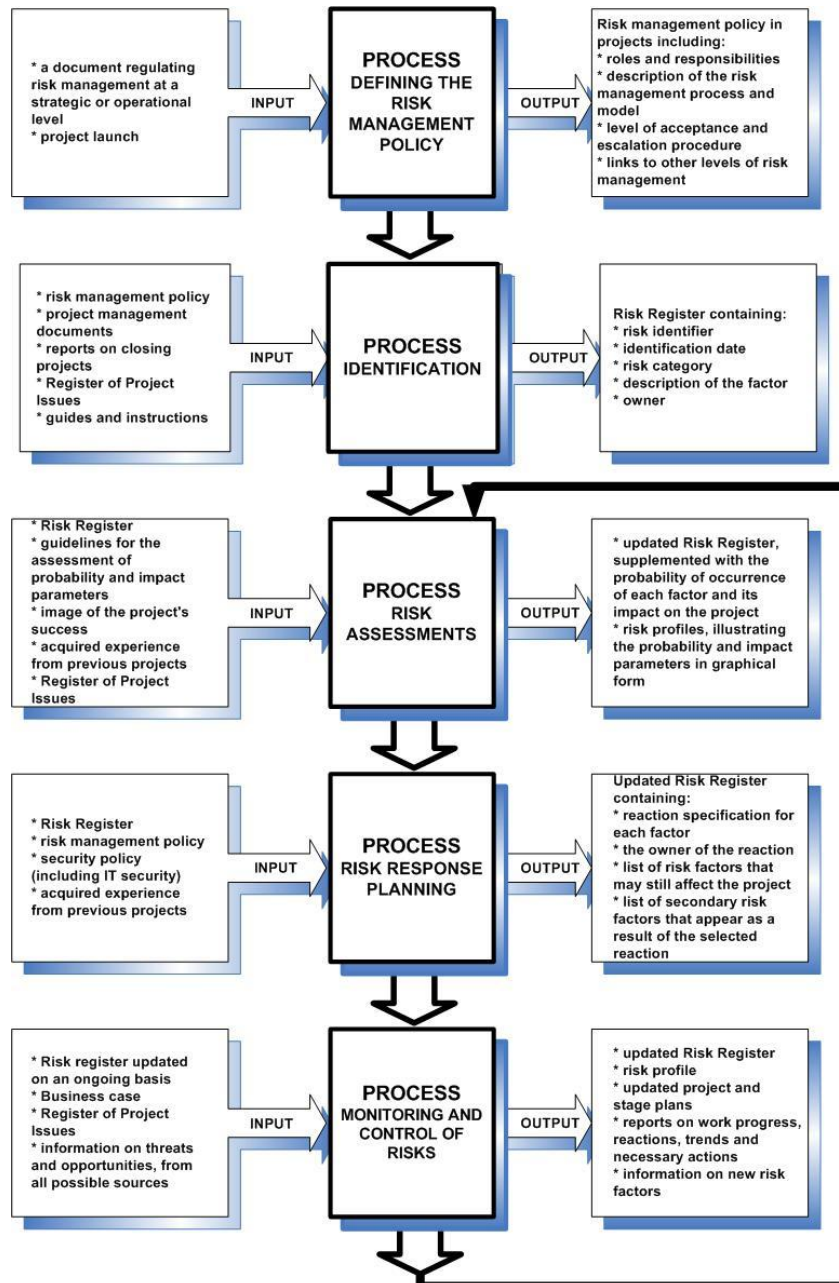 * a document regulating
risk management at a
strategic or operational
level
* project launch
INPUT
PROCESS
DEFINING THE
RISK
MANAGEMENT
POLICY
OUTPUT
Risk management policy in
projects including:
* roles and responsibilities
* description of the risk
management process and
model
* level of acceptance and
escalation procedure
* links to other levels of risk
management
* risk management policy
* project management
documents
* reports on closing
projects
* Register of Project
Issues
* guides and instructions
INPUT
PROCESS
IDENTIFICATION
OUTPUT
Risk Register containing:
* risk identifier
* identification date
* risk category
* description of the factor
* owner
* Risk Register
* guidelines for the
assessment of
probability and impact
parameters
* image of the project's
success
* acquired experience
from previous projects
* Register of Project
Issues
INPUT
PROCESS
RISK
ASSESSMENTS
OUTPUT
* updated Risk Register,
supplemented with the
probability of occurrence
of each factor and its
impact on the project
* risk profiles, illustrating
the probability and impact
parameters in graphical
form
* Risk Register
* risk management policy
* security policy
(including IT security)
* acquired experience
from previous projects
INPUT
PROCESS
RISK RESPONSE
PLANNING
OUTPUT
Updated Risk Register
containing:
* reaction specification for
each factor
* the owner of the reaction
* list of risk factors that
may still affect the project
* list of secondary risk
factors that appear as a
result of the selected
reaction
* Risk register updated
on an ongoing basis
* Business case
* Register of Project
Issues
* information on threats
and opportunities, from
all possible sources
INPUT
PROCESS
MONITORING AND
CONTROL OF
RISKS
OUTPUT
* updated Risk Register
* risk profile
* updated project and
stage plans
* reports on work progress,
reactions, trends and
necessary actions
* information on new risk
factors